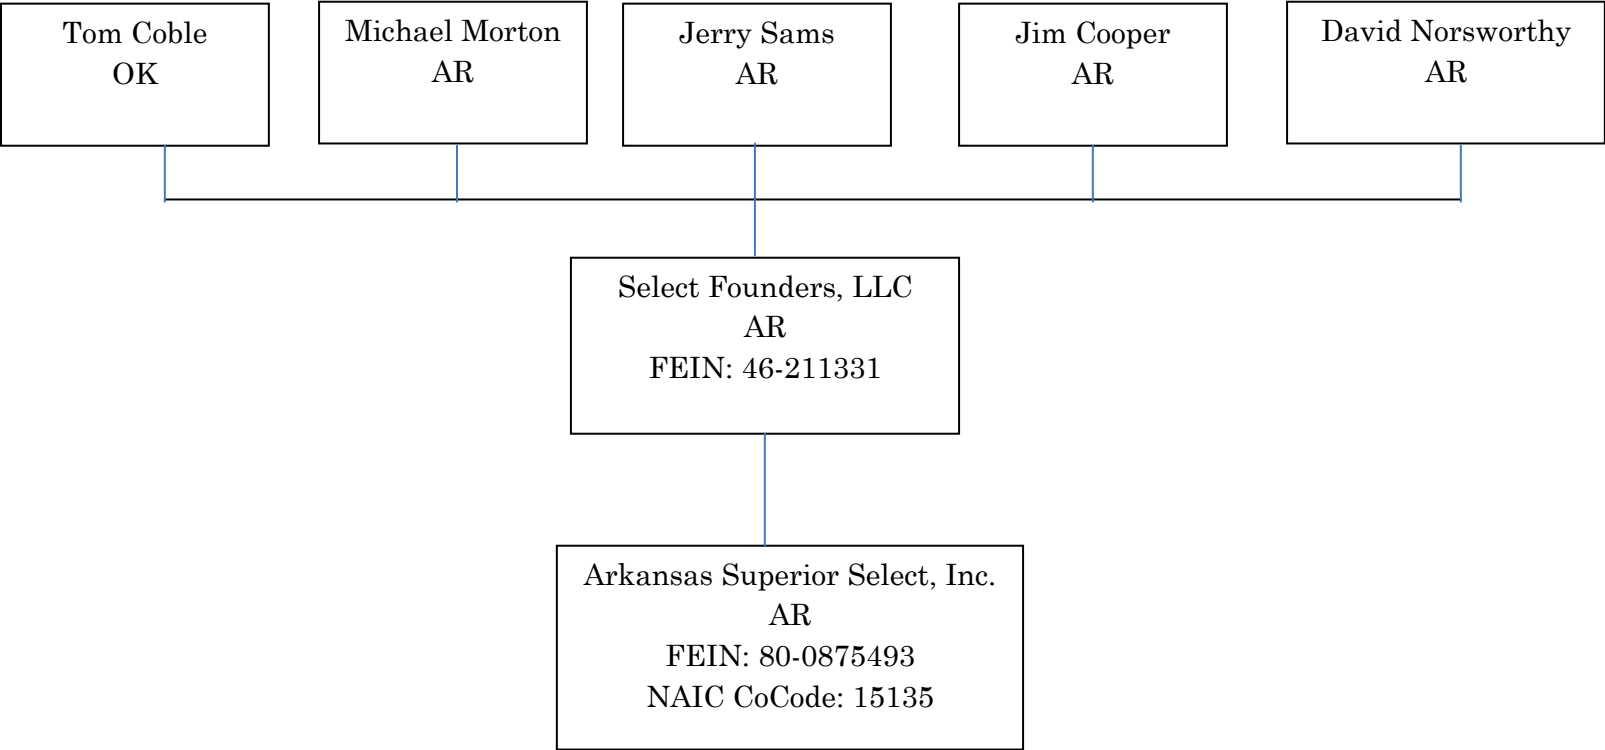 Tom Coble
OK
Michael Morton
AR
Jerry Sams
AR
Jim Cooper
AR
David Norsworthy
AR
Select Founders, LLC
AR
FEIN: 46-211331
Arkansas Superior Select, Inc.
AR
FEIN: 80-0875493
NAIC CoCode: 15135